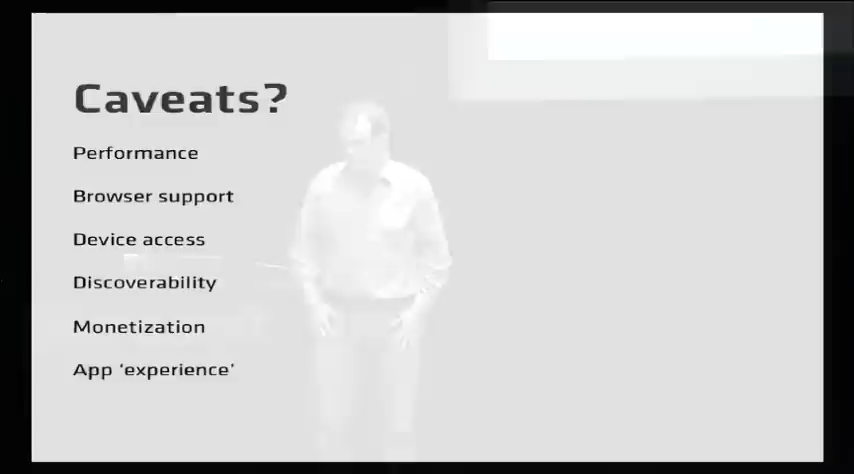 Caveats?
Performance
Browser support
Device access
Discoverability
Monetization
App ‘experience’